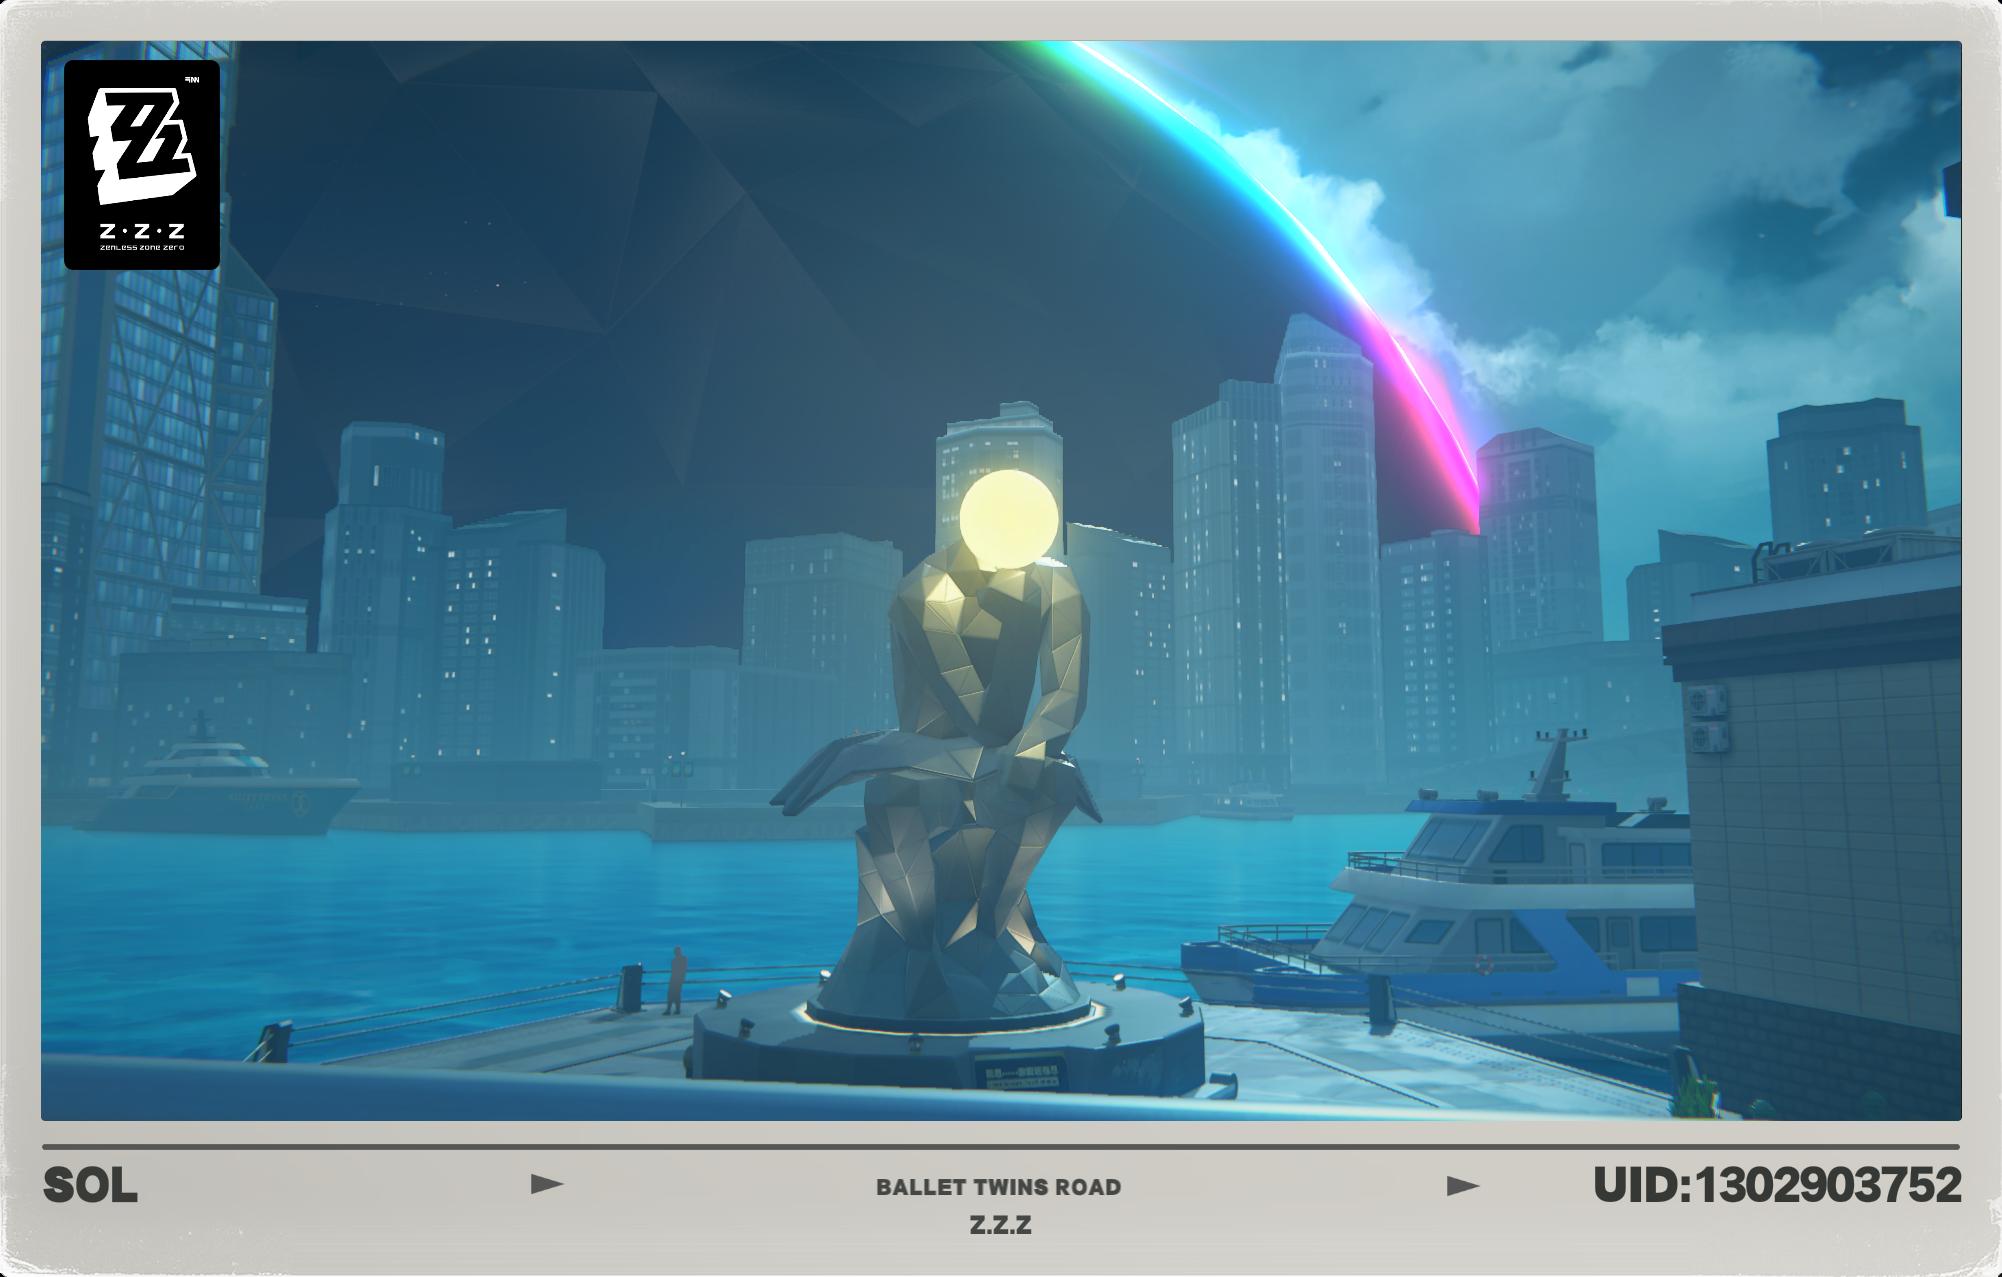 Z·Z·Z
ZENLESS ZONE ZERO
SOL
BALLET TWINS ROAD
Z.Z.Z
UID:1302903752